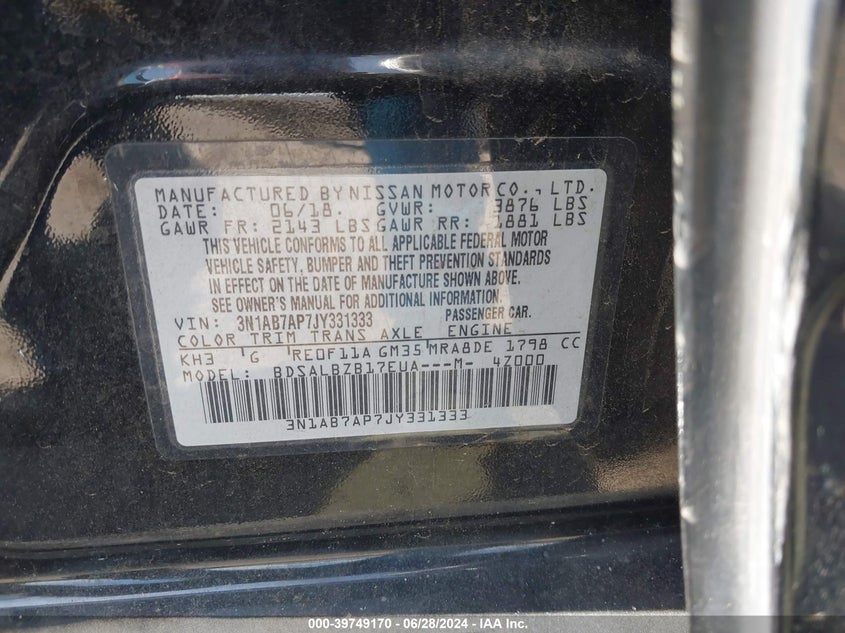 MANUFACTURED BY NISSAN MOTOR CO., LTD.
DATE: 06/18. GVWR: 3876 LBS
GAWR FR: 2143 LBS GAWR RR: 1881 LBS
THIS VEHICLE CONFORMS TO ALL APPLICABLE FEDERAL MOTOR
VEHICLE SAFETY, BUMPER AND THEFT PREVENTION STANDARDS
IN EFFECT ON THE DATE OF MANUFACTURE SHOWN ABOVE.
SEE OWNER'S MANUAL FOR ADDITIONAL INFORMATION.
VIN: 3N1AB7AP7JY331333 PASSENGER CAR.
COLOR TRIM TRANS AXLE ENGINE
KH3 G RE0F11A GM35 MRA8DE 1798 CC
MODEL: BDSALBZB17EUA---M- 4Z000
3N1AB7AP7JY331333
000-39749170 - 06/28/2024 - IAA Inc.